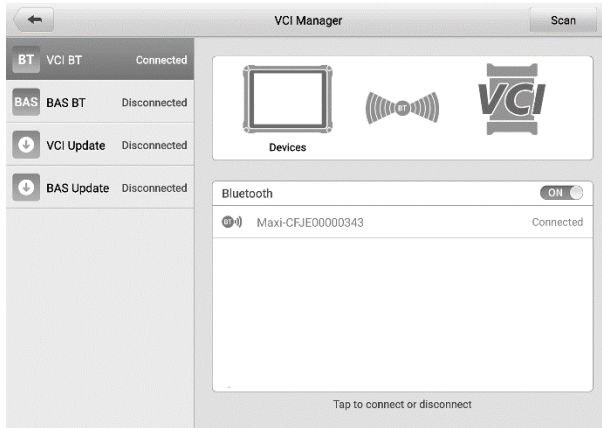 VCI Manager
Scan
BT VCI BT Connected
BAS BAS BT Disconnected
VCI Update Disconnected
BAS Update Disconnected
BT
VCI
Devices
Bluetooth ON
BT Maxi-CFJE00000343 Connected
Tap to connect or disconnect